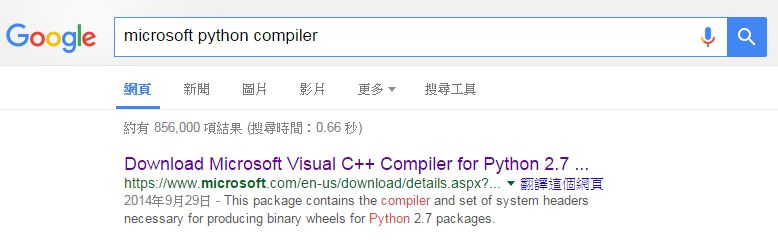 Google microsoft python compiler
網頁 新聞 圖片 影片 更多 搜尋工具
約有 856,000 項結果 (搜尋時間：0.66 秒)
Download Microsoft Visual C++ Compiler for Python 2.7 ...
https://www.microsoft.com/en-us/download/details.aspx?... 翻譯這個網頁
2014年9月29日 - This package contains the compiler and set of system headers
necessary for producing binary wheels for Python 2.7 packages.